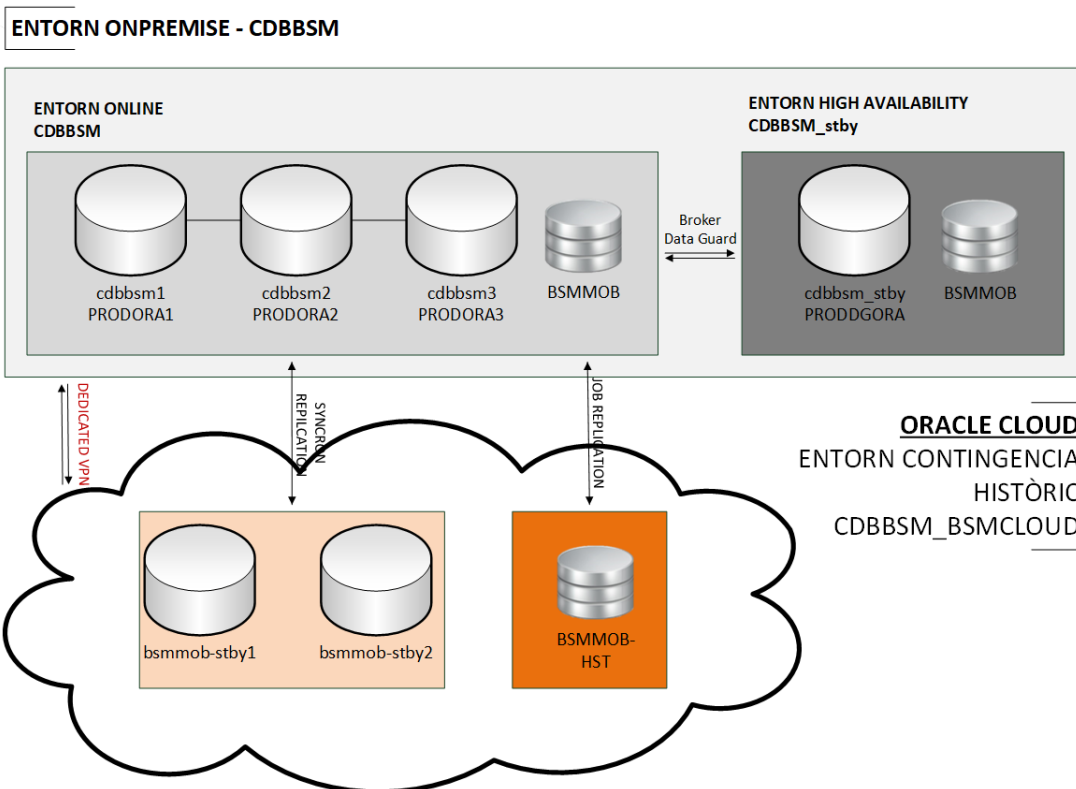 ENTORN ONPREMISE - CDBBSM
ENTORN ONLINE
CDBBSM
ENTORN HIGH AVAILABILITY
CDBBSM_stby
cdbbsm1
PRODORA1
cdbbsm2
PRODORA2
cdbbsm3
PRODORA3
BSMMOB
Broker
Data Guard
cdbbsm_stby
PRODDGORA
BSMMOB
DEDICATED VPN
SYNCRON
REPILCATION
JOB REPLICATION
ORACLE CLOUD
ENTORN CONTINGENCIA
HISTÒRIC
CDBBSM_BSMCLOUD
bsmmob-stby1
bsmmob-stby2
BSMMOB-
HST